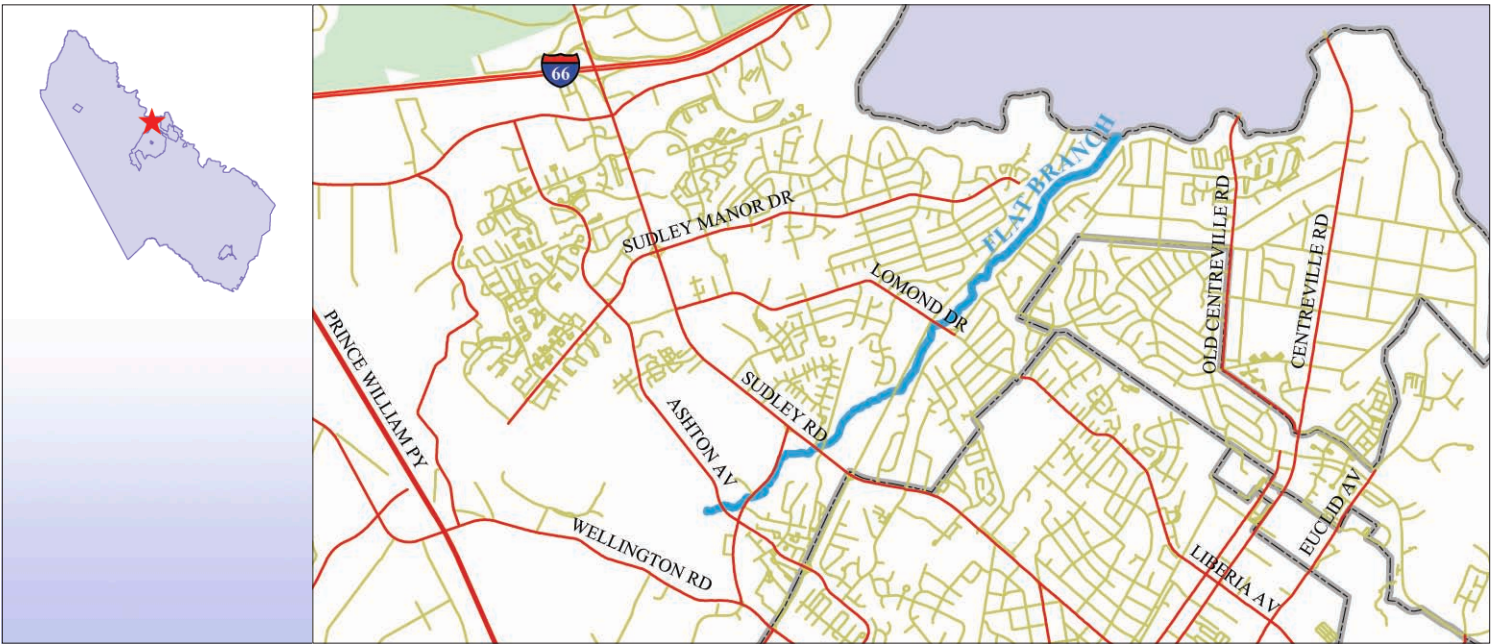 66
FLAT BRANCH
SUDLEY MANOR DR
OLD CENTREVILLE RD
CENTREVILLE RD
LOMOND DR
PRINCE WILLIAM PY
SUDLEY RD
ASHTON AV
WELLINGTON RD
EUCLID AV
LIBERIA AV